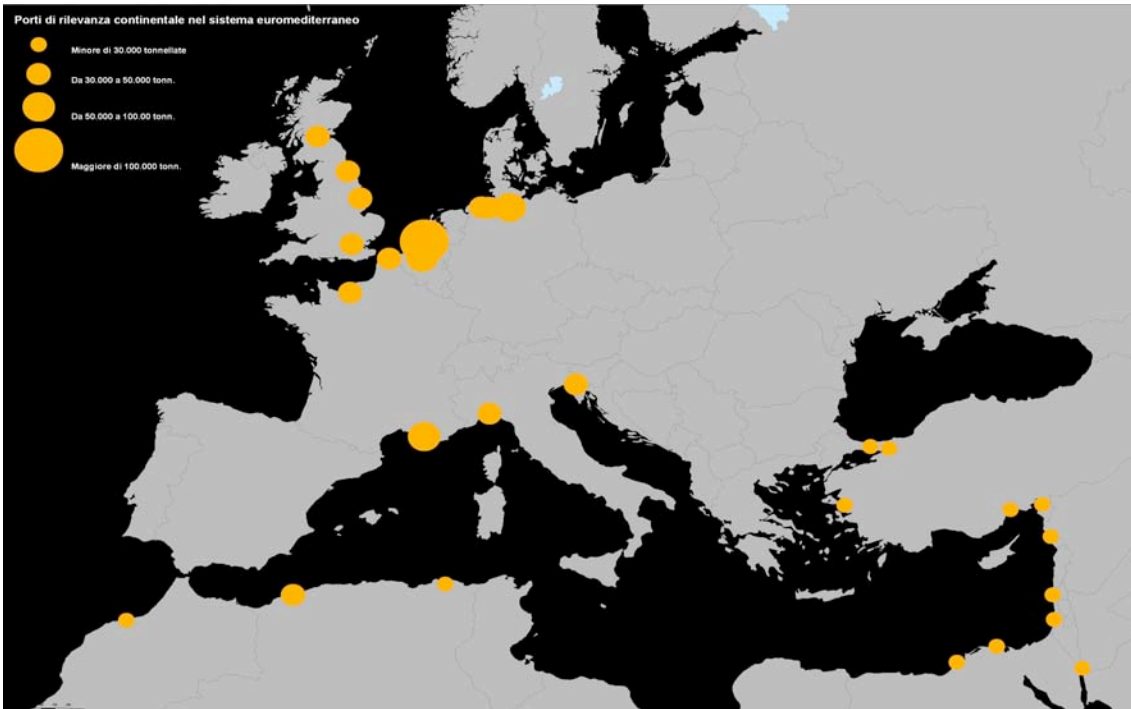 Porti di rilevanza continentale nel sistema euromediterraneo
Minore di 30.000 tonnellate
Da 30.000 a 50.000 tonn.
Da 50.000 a 100.00 tonn.
Maggiore di 100.000 tonn.